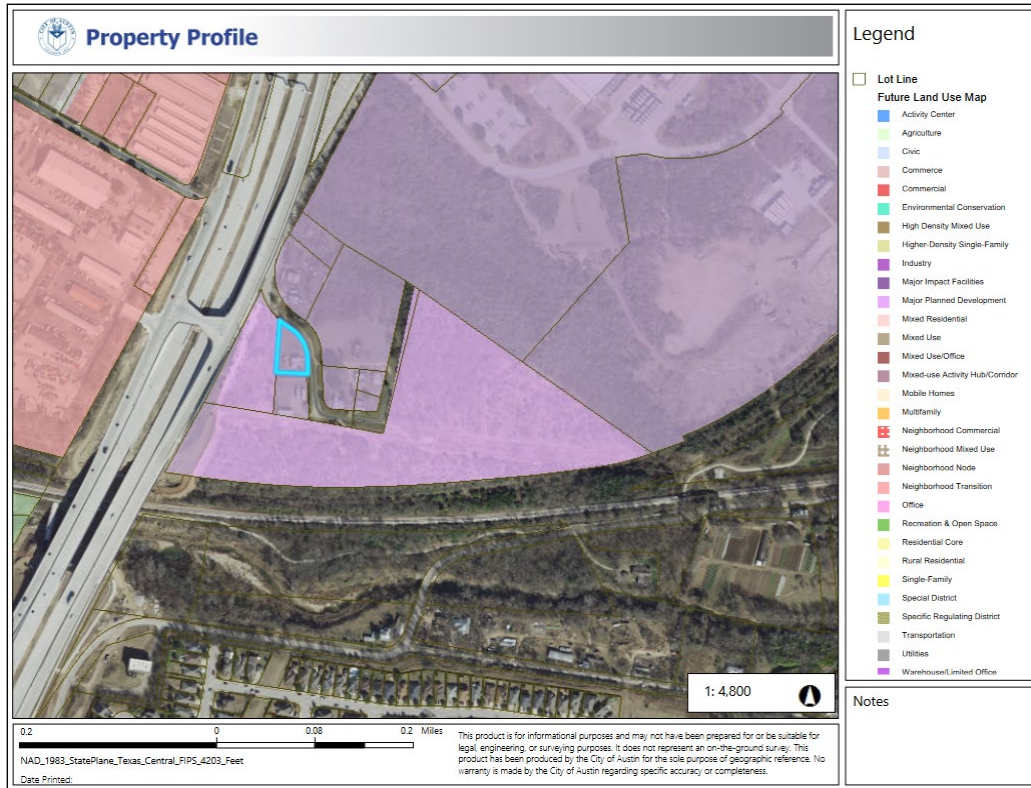 CITY OF AUSTIN
Property Profile
Legend
Lot Line
Future Land Use Map
Activity Center
Agriculture
Civic
Commerce
Commercial
Environmental Conservation
High Density Mixed Use
Higher-Density Single-Family
Industry
Major Impact Facilities
Major Planned Development
Mixed Residential
Mixed Use
Mixed Use/Office
Mixed-use Activity Hub/Corridor
Mobile Homes
Multifamily
Neighborhood Commercial
Neighborhood Mixed Use
Neighborhood Node
Neighborhood Transition
Office
Recreation & Open Space
Residential Core
Rural Residential
Single-Family
Special District
Specific Regulating District
Transportation
Utilities
Warehouse/Limited Office
1: 4,800
Notes
0.2 0 0.08 0.2 Miles
NAD_1983_StatePlane_Texas_Central_FIPS_4203_Feet
Date Printed:
This product is for informational purposes and may not have been prepared for or be suitable for
legal, engineering, or surveying purposes. It does not represent an on-the-ground survey. This
product has been produced by the City of Austin for the sole purpose of geographic reference. No
warranty is made by the City of Austin regarding specific accuracy or completeness.